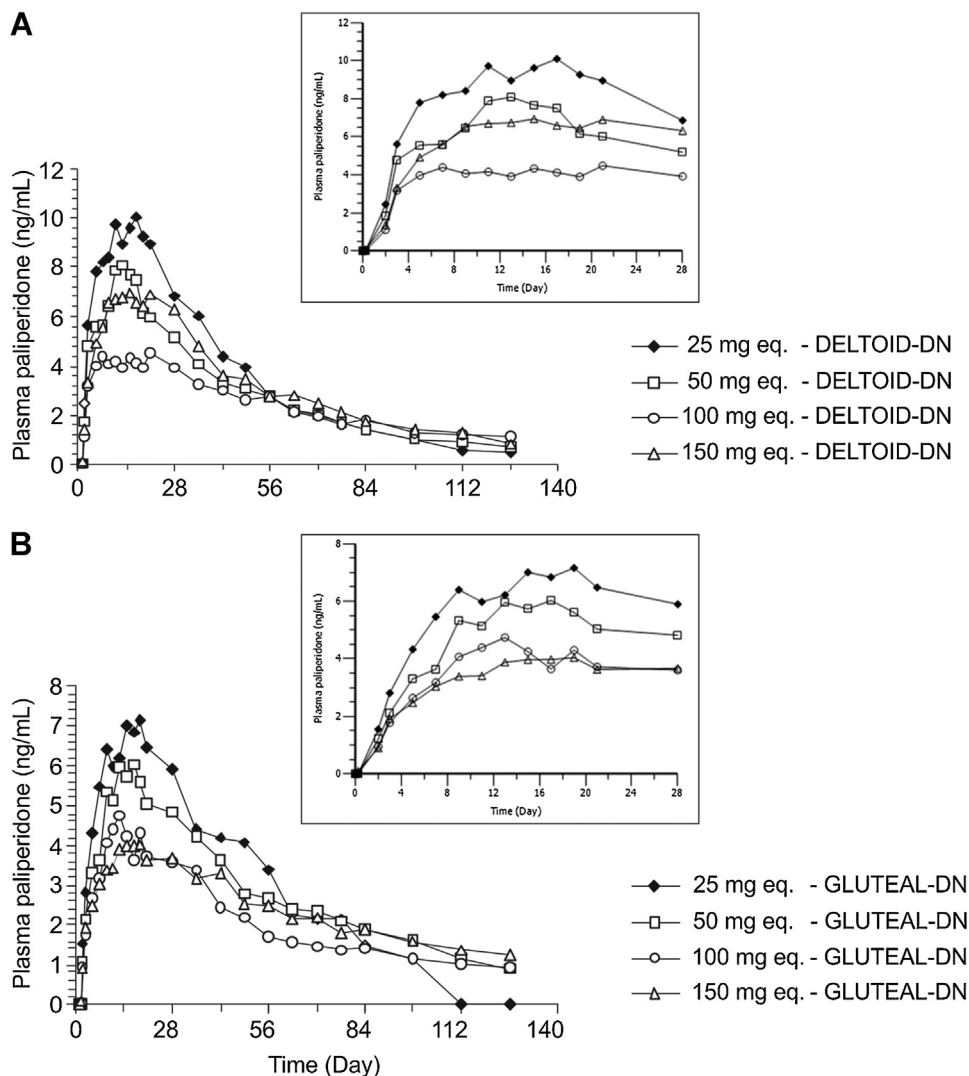 A
Plasma paliperidone (ng/mL)
12
10
8
6
4
2
0
0 28 56 84 112 140
Plasma paliperidone (ng/mL)
12
10
8
6
4
2
0
0 3 8 12 16 20 24 28
Time (Day)
25 mg eq. - DELTOID-DN
50 mg eq. - DELTOID-DN
100 mg eq. - DELTOID-DN
150 mg eq. - DELTOID-DN
B
Plasma paliperidone (ng/mL)
8
7
6
5
4
3
2
1
0
0 28 56 84 112 140
Time (Day)
Plasma paliperidone (ng/mL)
8
6
4
2
0
0 4 8 12 16 20 24 28
Time (Day)
25 mg eq. - GLUTEAL-DN
50 mg eq. - GLUTEAL-DN
100 mg eq. - GLUTEAL-DN
150 mg eq. - GLUTEAL-DN